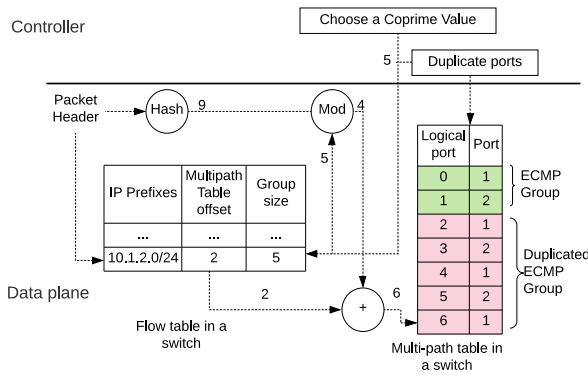 Choose a Coprime Value
Controller
5
Duplicate ports
Packet
Header
Hash
9
Mod
4
Logical
port
Port
5
IP Prefixes
Multipath
Table
offset
Group
size
0 1
1 2
ECMP
Group
... ... ...
2 1
3 2
10.1.2.0/24 2 5
4 1
Duplicated
ECMP
Group
Data plane
2
+
6
5 2
6 1
Flow table in a
switch
Multi-path table in
a switch